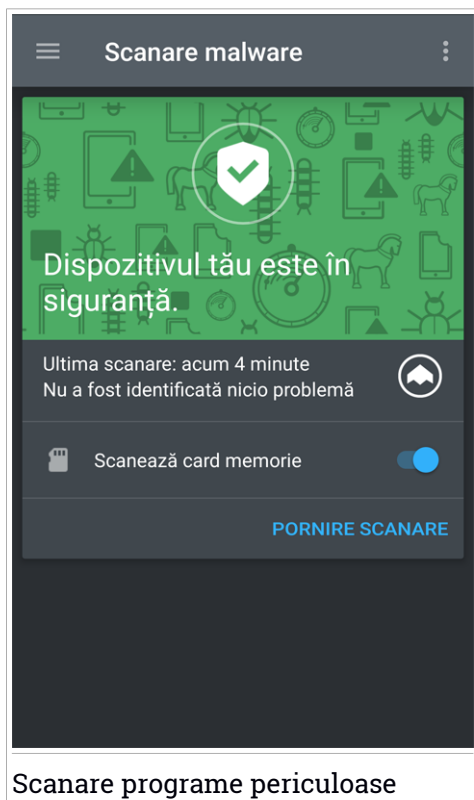 Scanare malware
Dispozitivul tău este în
siguranță.
Ultima scanare: acum 4 minute
Nu a fost identificată nicio problemă
Scanează card memorie
PORNIRE SCANARE
Scanare programe periculoase